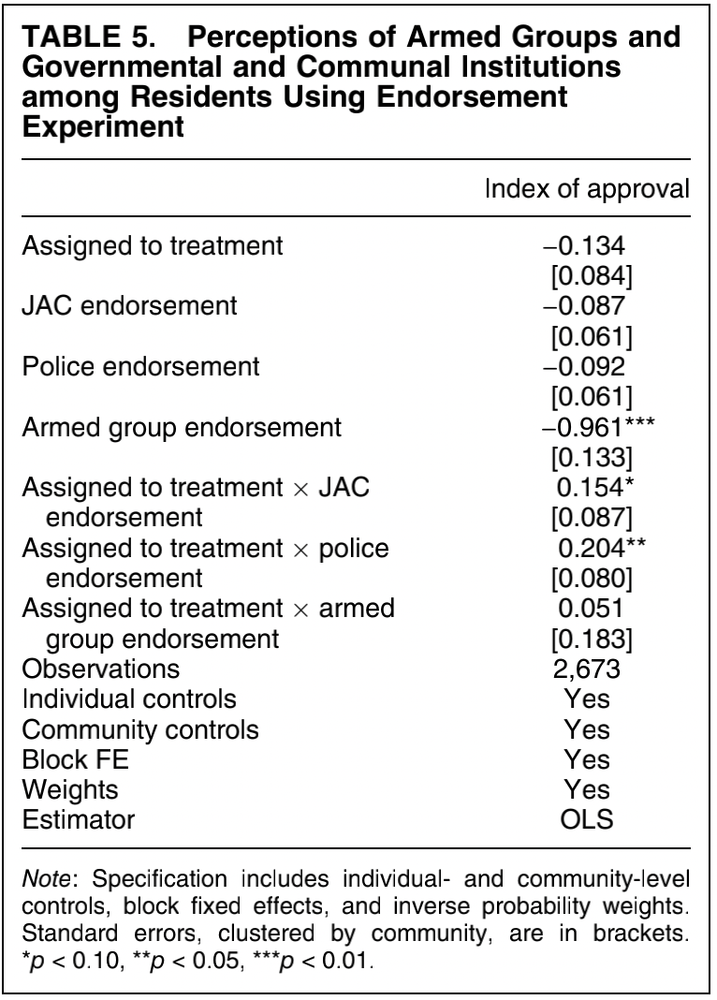 TABLE 5. Perceptions of Armed Groups and
Governmental and Communal Institutions
among Residents Using Endorsement
Experiment
Index of approval
Assigned to treatment −0.134
[0.084]
JAC endorsement −0.087
[0.061]
Police endorsement −0.092
[0.061]
Armed group endorsement −0.961***
[0.133]
Assigned to treatment × JAC 0.154*
endorsement [0.087]
Assigned to treatment × police 0.204**
endorsement [0.080]
Assigned to treatment × armed 0.051
group endorsement [0.183]
Observations 2,673
Individual controls Yes
Community controls Yes
Block FE Yes
Weights Yes
Estimator OLS
Note: Specification includes individual- and community-level
controls, block fixed effects, and inverse probability weights.
Standard errors, clustered by community, are in brackets.
*p < 0.10, **p < 0.05, ***p < 0.01.